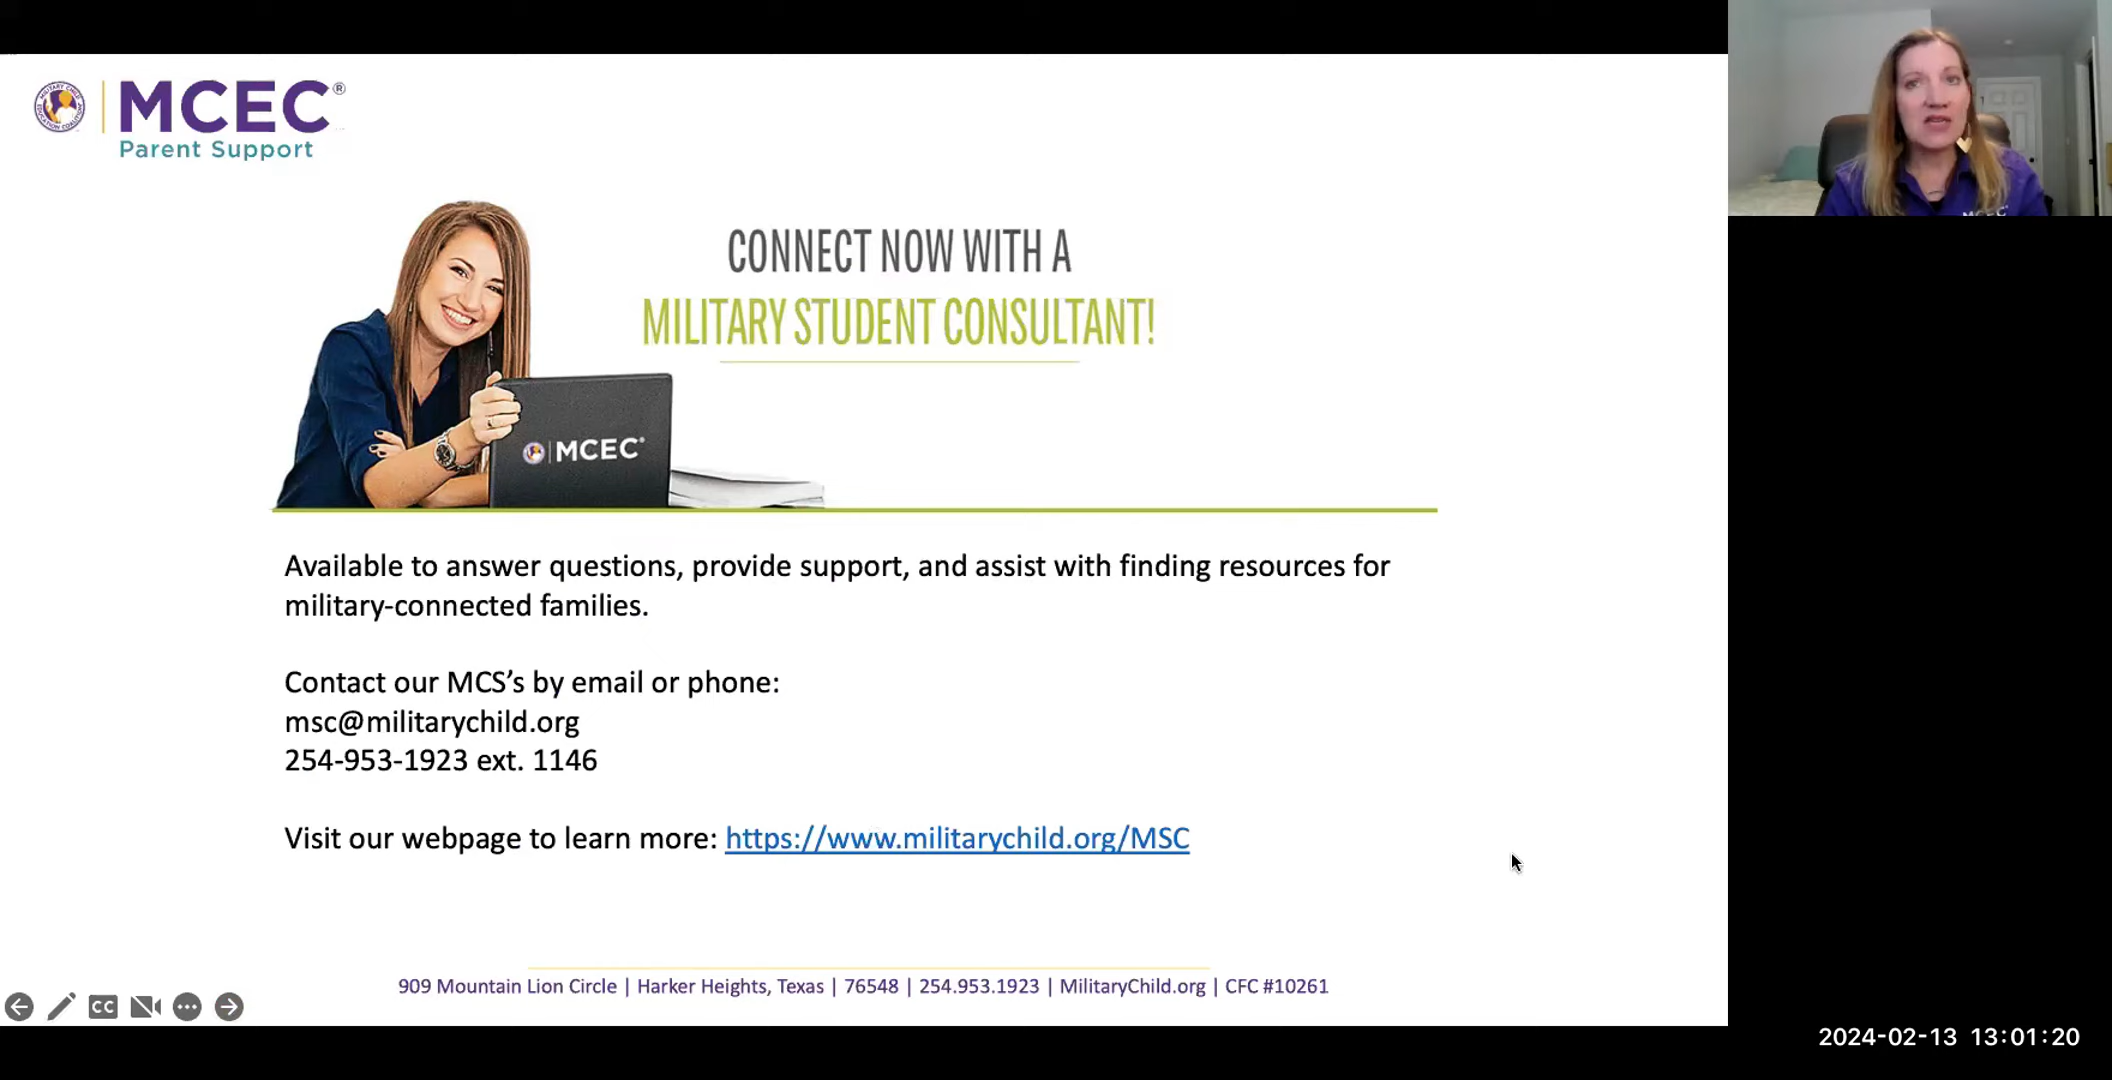 MCEC®
Parent Support
MCEC
CONNECT NOW WITH A
MILITARY STUDENT CONSULTANT!
MCEC®
Available to answer questions, provide support, and assist with finding resources for
military-connected families.
Contact our MCS’s by email or phone:
msc@militarychild.org
254-953-1923 ext. 1146
Visit our webpage to learn more: https://www.militarychild.org/MSC
909 Mountain Lion Circle | Harker Heights, Texas | 76548 | 254.953.1923 | MilitaryChild.org | CFC #10261
CC
2024-02-13 13:01:20